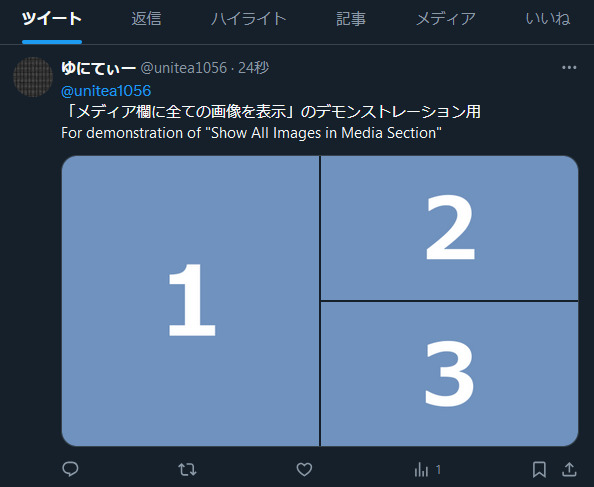 ツイート 返信 ハイライト 記事 メディア いいね
ゆにてぃー @unitea1056 · 24秒
@unitea1056
「メディア欄に全ての画像を表示」のデモンストレーション用
For demonstration of "Show All Images in Media Section"
1
2
3
1